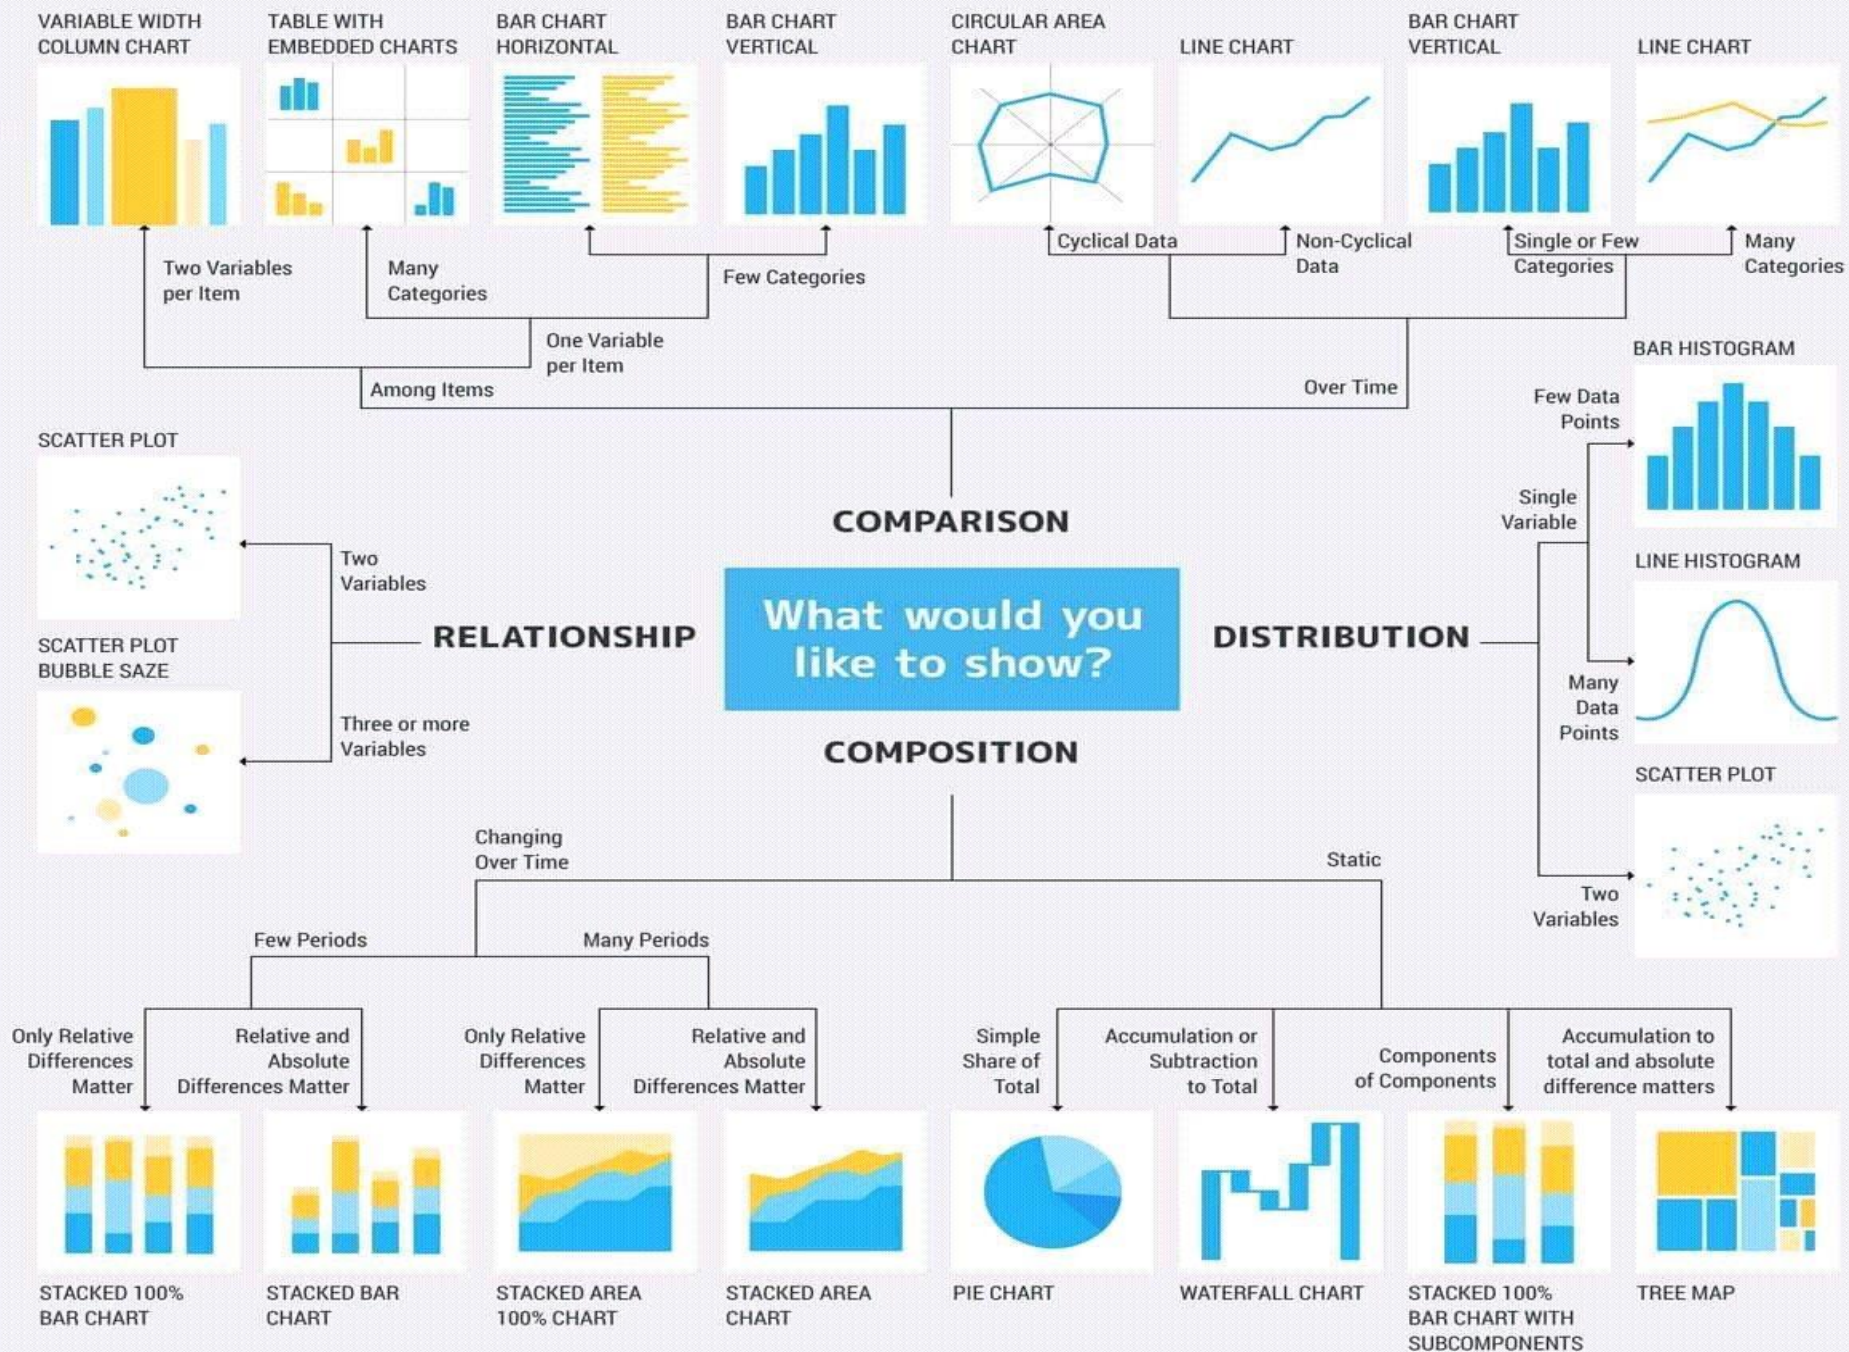 VARIABLE WIDTH
COLUMN CHART
TABLE WITH
EMBEDDED CHARTS
BAR CHART
HORIZONTAL
BAR CHART
VERTICAL
CIRCULAR AREA
CHART
LINE CHART
BAR CHART
VERTICAL
LINE CHART
Two Variables
per Item
Many
Categories
Few Categories
Cyclical Data
Non-Cyclical
Data
Single or Few
Categories
Many
Categories
One Variable
per Item
Among Items
Over Time
BAR HISTOGRAM
Few Data
Points
SCATTER PLOT
Single
Variable
COMPARISON
LINE HISTOGRAM
Two
Variables
What would you
like to show?
RELATIONSHIP
DISTRIBUTION
SCATTER PLOT
BUBBLE SAZE
Many
Data
Points
Three or more
Variables
COMPOSITION
SCATTER PLOT
Changing
Over Time
Static
Two
Variables
Few Periods
Many Periods
Only Relative
Differences
Matter
Relative and
Absolute
Differences Matter
Only Relative
Differences
Matter
Relative and
Absolute
Differences Matter
Simple
Share of
Total
Accumulation or
Subtraction
to Total
Components
of Components
Accumulation to
total and absolute
difference matters
STACKED 100%
BAR CHART
STACKED BAR
CHART
STACKED AREA
100% CHART
STACKED AREA
CHART
PIE CHART
WATERFALL CHART
STACKED 100%
BAR CHART WITH
SUBCOMPONENTS
TREE MAP